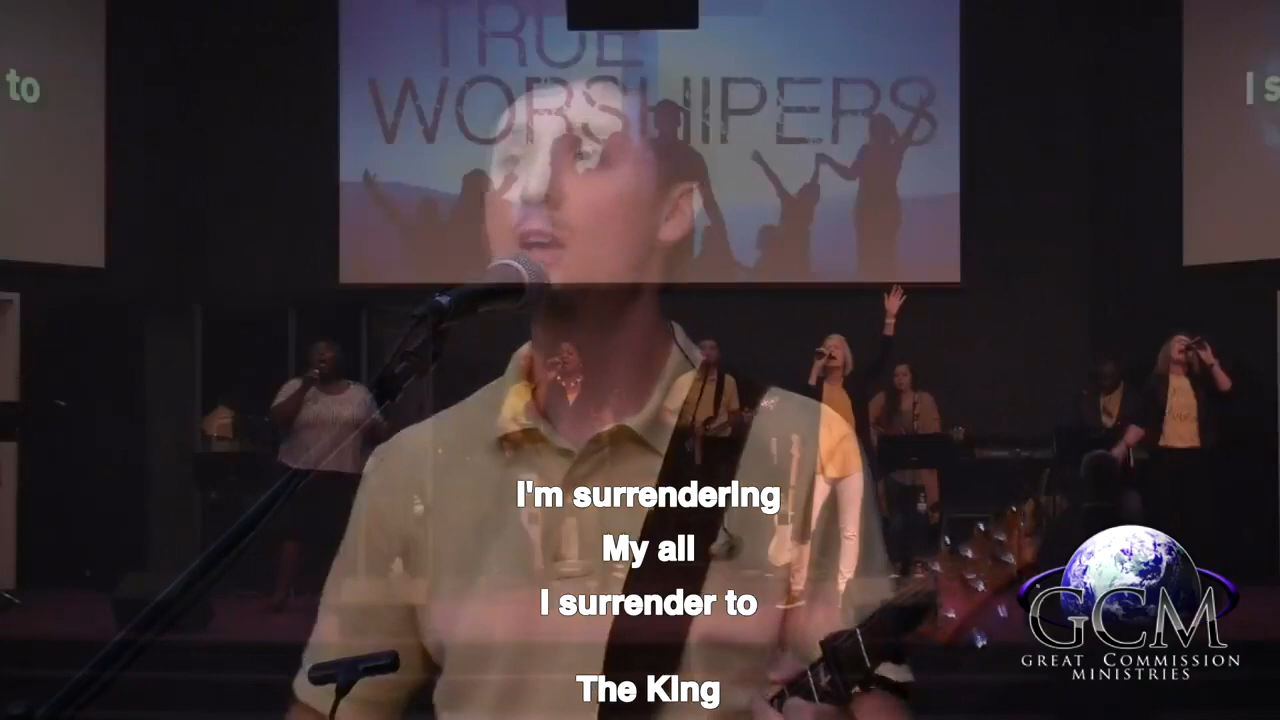 TRUE
WORSHIPERS
to
I s
I'm surrendering
My all
I surrender to
The King
GCM
GREAT COMMISSION
MINISTRIES